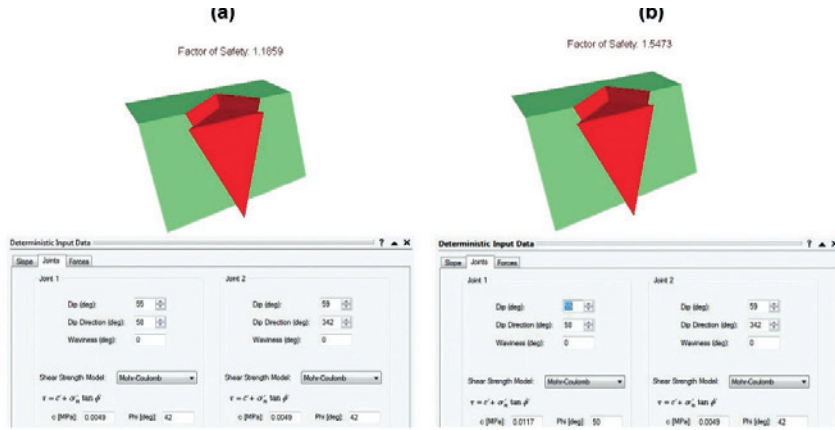 (a)
Factor of Safety: 1.1859
Deterministic Input Data
Slope Joints Forces
Joint 1 Joint 2
Dip (deg): 55 Dip (deg): 59
Dip Direction (deg): 58 Dip Direction (deg): 342
Waviness (deg): 0 Waviness (deg): 0
Shear Strength Model: Mohr-Coulomb Shear Strength Model: Mohr-Coulomb
τ = c' + σ'n tan ϕ' τ = c' + σ'n tan ϕ'
c [MPa]: 0.0049 Phi [deg]: 42 c [MPa]: 0.0049 Phi [deg]: 42
(b)
Factor of Safety: 1.5473
Deterministic Input Data
Slope Joints Forces
Joint 1 Joint 2
Dip (deg): Dip (deg): 59
Dip Direction (deg): 58 Dip Direction (deg): 342
Waviness (deg): 0 Waviness (deg): 0
Shear Strength Model: Mohr-Coulomb Shear Strength Model: Mohr-Coulomb
τ = c' + σ'n tan ϕ' τ = c' + σ'n tan ϕ'
c [MPa]: 0.0117 Phi [deg]: 50 c [MPa]: 0.0049 Phi [deg]: 42